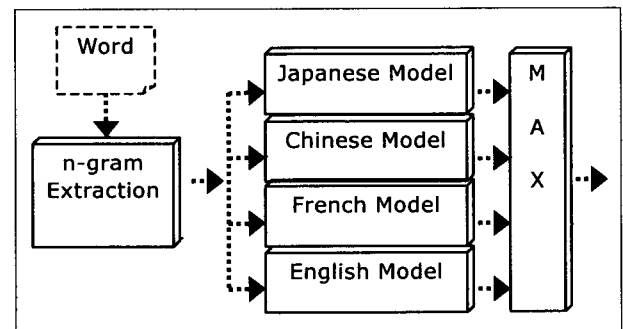 Word
n-gram
Extraction
Japanese Model
Chinese Model
French Model
English Model
M
A
X